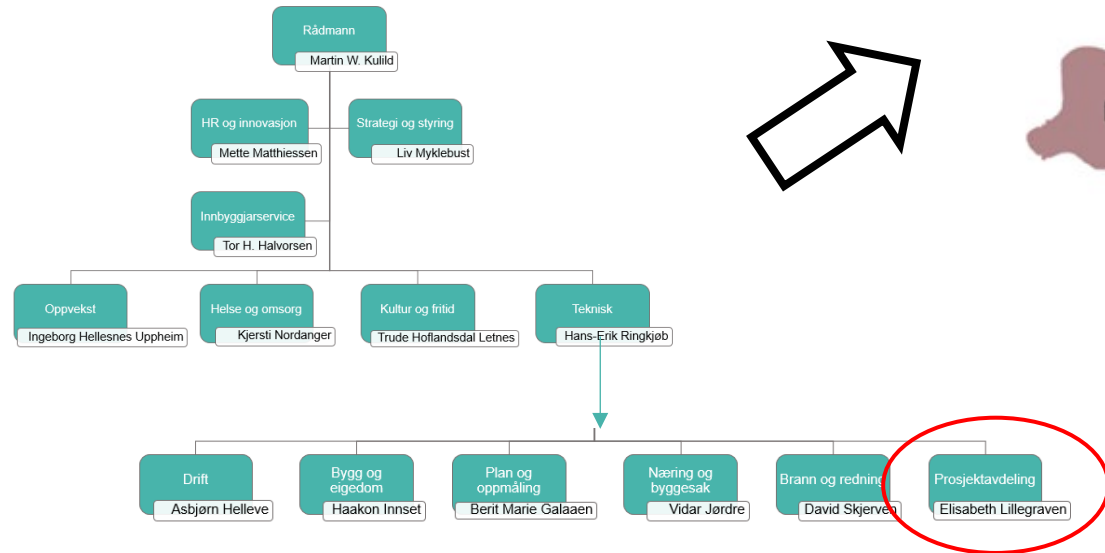 Rådmann
Martin W. Kulild
HR og innovasjon
Mette Matthiessen
Strategi og styring
Liv Myklebust
Innbyggjarservice
Tor H. Halvorsen
Oppvekst
Ingeborg Hellesnes Uppheim
Helse og omsorg
Kjersti Nordanger
Kultur og fritid
Trude Hoflandsdal Letnes
Teknisk
Hans-Erik Ringkjøb
Drift
Asbjørn Helleve
Bygg og
eigedom
Haakon Innset
Plan og
oppmåling
Berit Marie Galaaen
Næring og
byggesak
Vidar Jørdre
Brann og redning
David Skjerven
Prosjektavdeling
Elisabeth Lillegraven